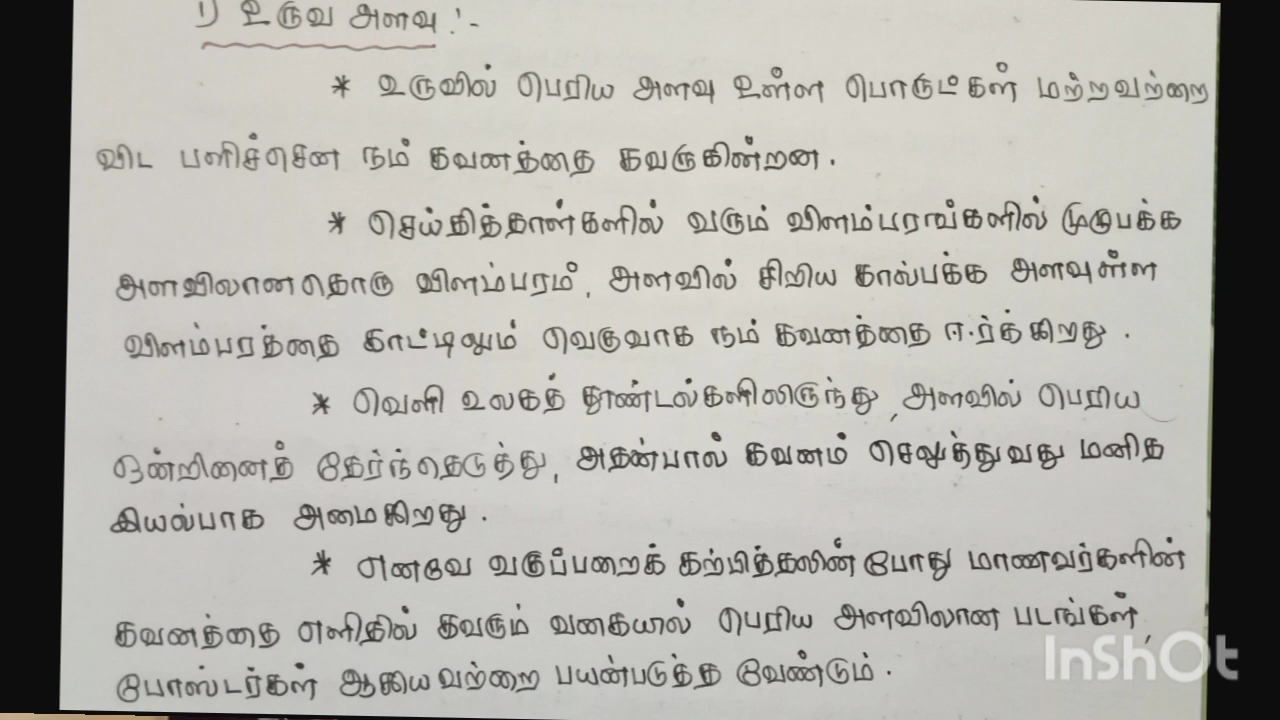 1) உருவ அளவு :-
* உருவில் பெரிய அளவு உள்ள பொருட்கள் மற்றவற்றை
விட பளிச்சென நம் கவனத்தை கவருகின்றன.
* செய்தித்தாள்களில் வரும் விளம்பரங்களில் முழுபக்க
அளவிலானதொரு விளம்பரம், அளவில் சிறிய கால்பக்க அளவுள்ள
விளம்பரத்தை காட்டிலும் வெகுவாக நம் கவனத்தை ஈர்க்கிறது.
* வெளி உலகத் தூண்டல்களிலிருந்து, அளவில் பெரிய
ஒன்றினைத் தேர்ந்தெடுத்து, அதன்பால் கவனம் செலுத்துவது மனித
இயல்பாக அமைகிறது.
* எனவே வகுப்பறைக் கற்பித்தலின் போது மாணவர்களின்
கவனத்தை எளிதில் கவரும் வகையால் பெரிய அளவிலான படங்கள்,
போஸ்டர்கள் ஆகியவற்றை பயன்படுத்த வேண்டும்.
InShOt